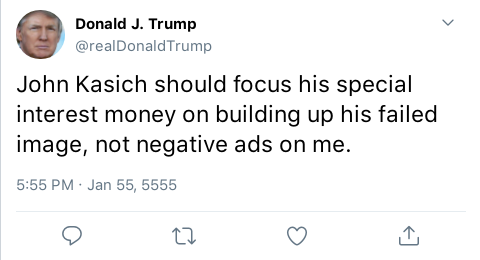 Donald J. Trump
@realDonaldTrump
John Kasich should focus his special
interest money on building up his failed
image, not negative ads on me.
5:55 PM · Jan 55, 5555